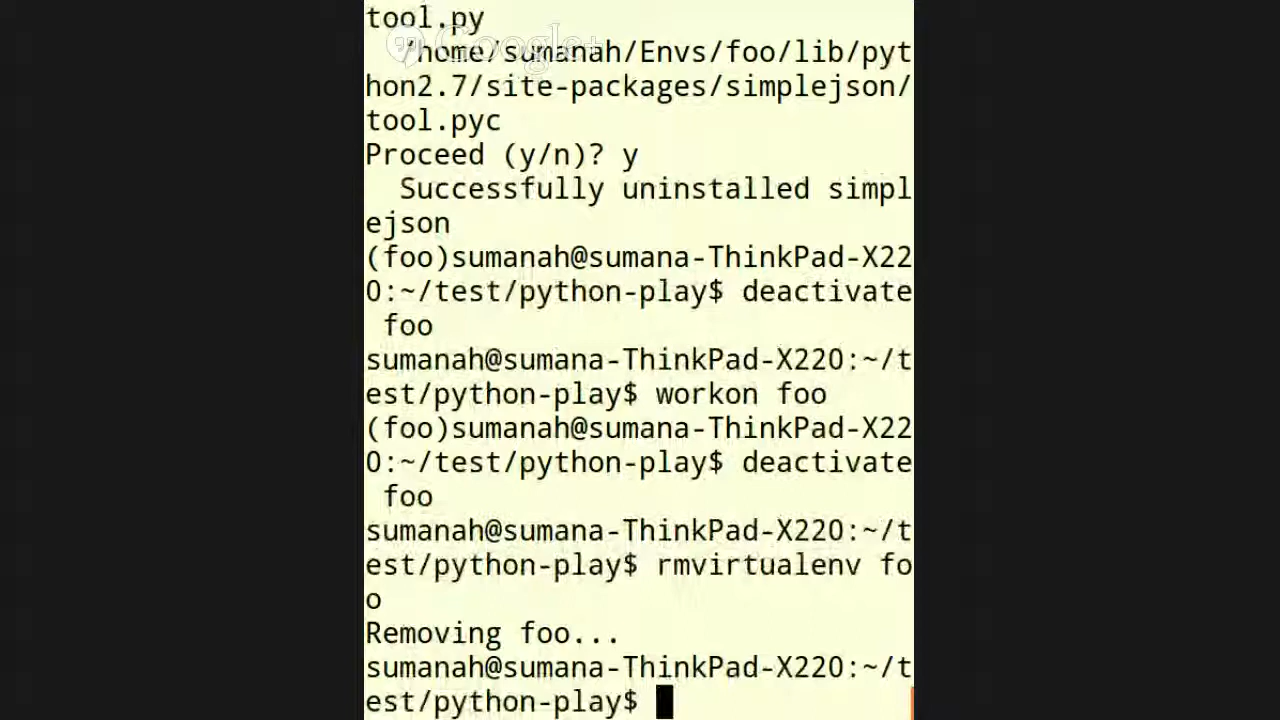 tool.py
Google+
/home/sumanah/Envs/foo/lib/pyt
hon2.7/site-packages/simplejson/
tool.pyc
Proceed (y/n)? y
Successfully uninstalled simpl
ejson
(foo)sumanah@sumana-ThinkPad-X22
0:~/test/python-play$ deactivate
foo
sumanah@sumana-ThinkPad-X220:~/t
est/python-play$ workon foo
(foo)sumanah@sumana-ThinkPad-X22
0:~/test/python-play$ deactivate
foo
sumanah@sumana-ThinkPad-X220:~/t
est/python-play$ rmvirtualenv fo
o
Removing foo...
sumanah@sumana-ThinkPad-X220:~/t
est/python-play$